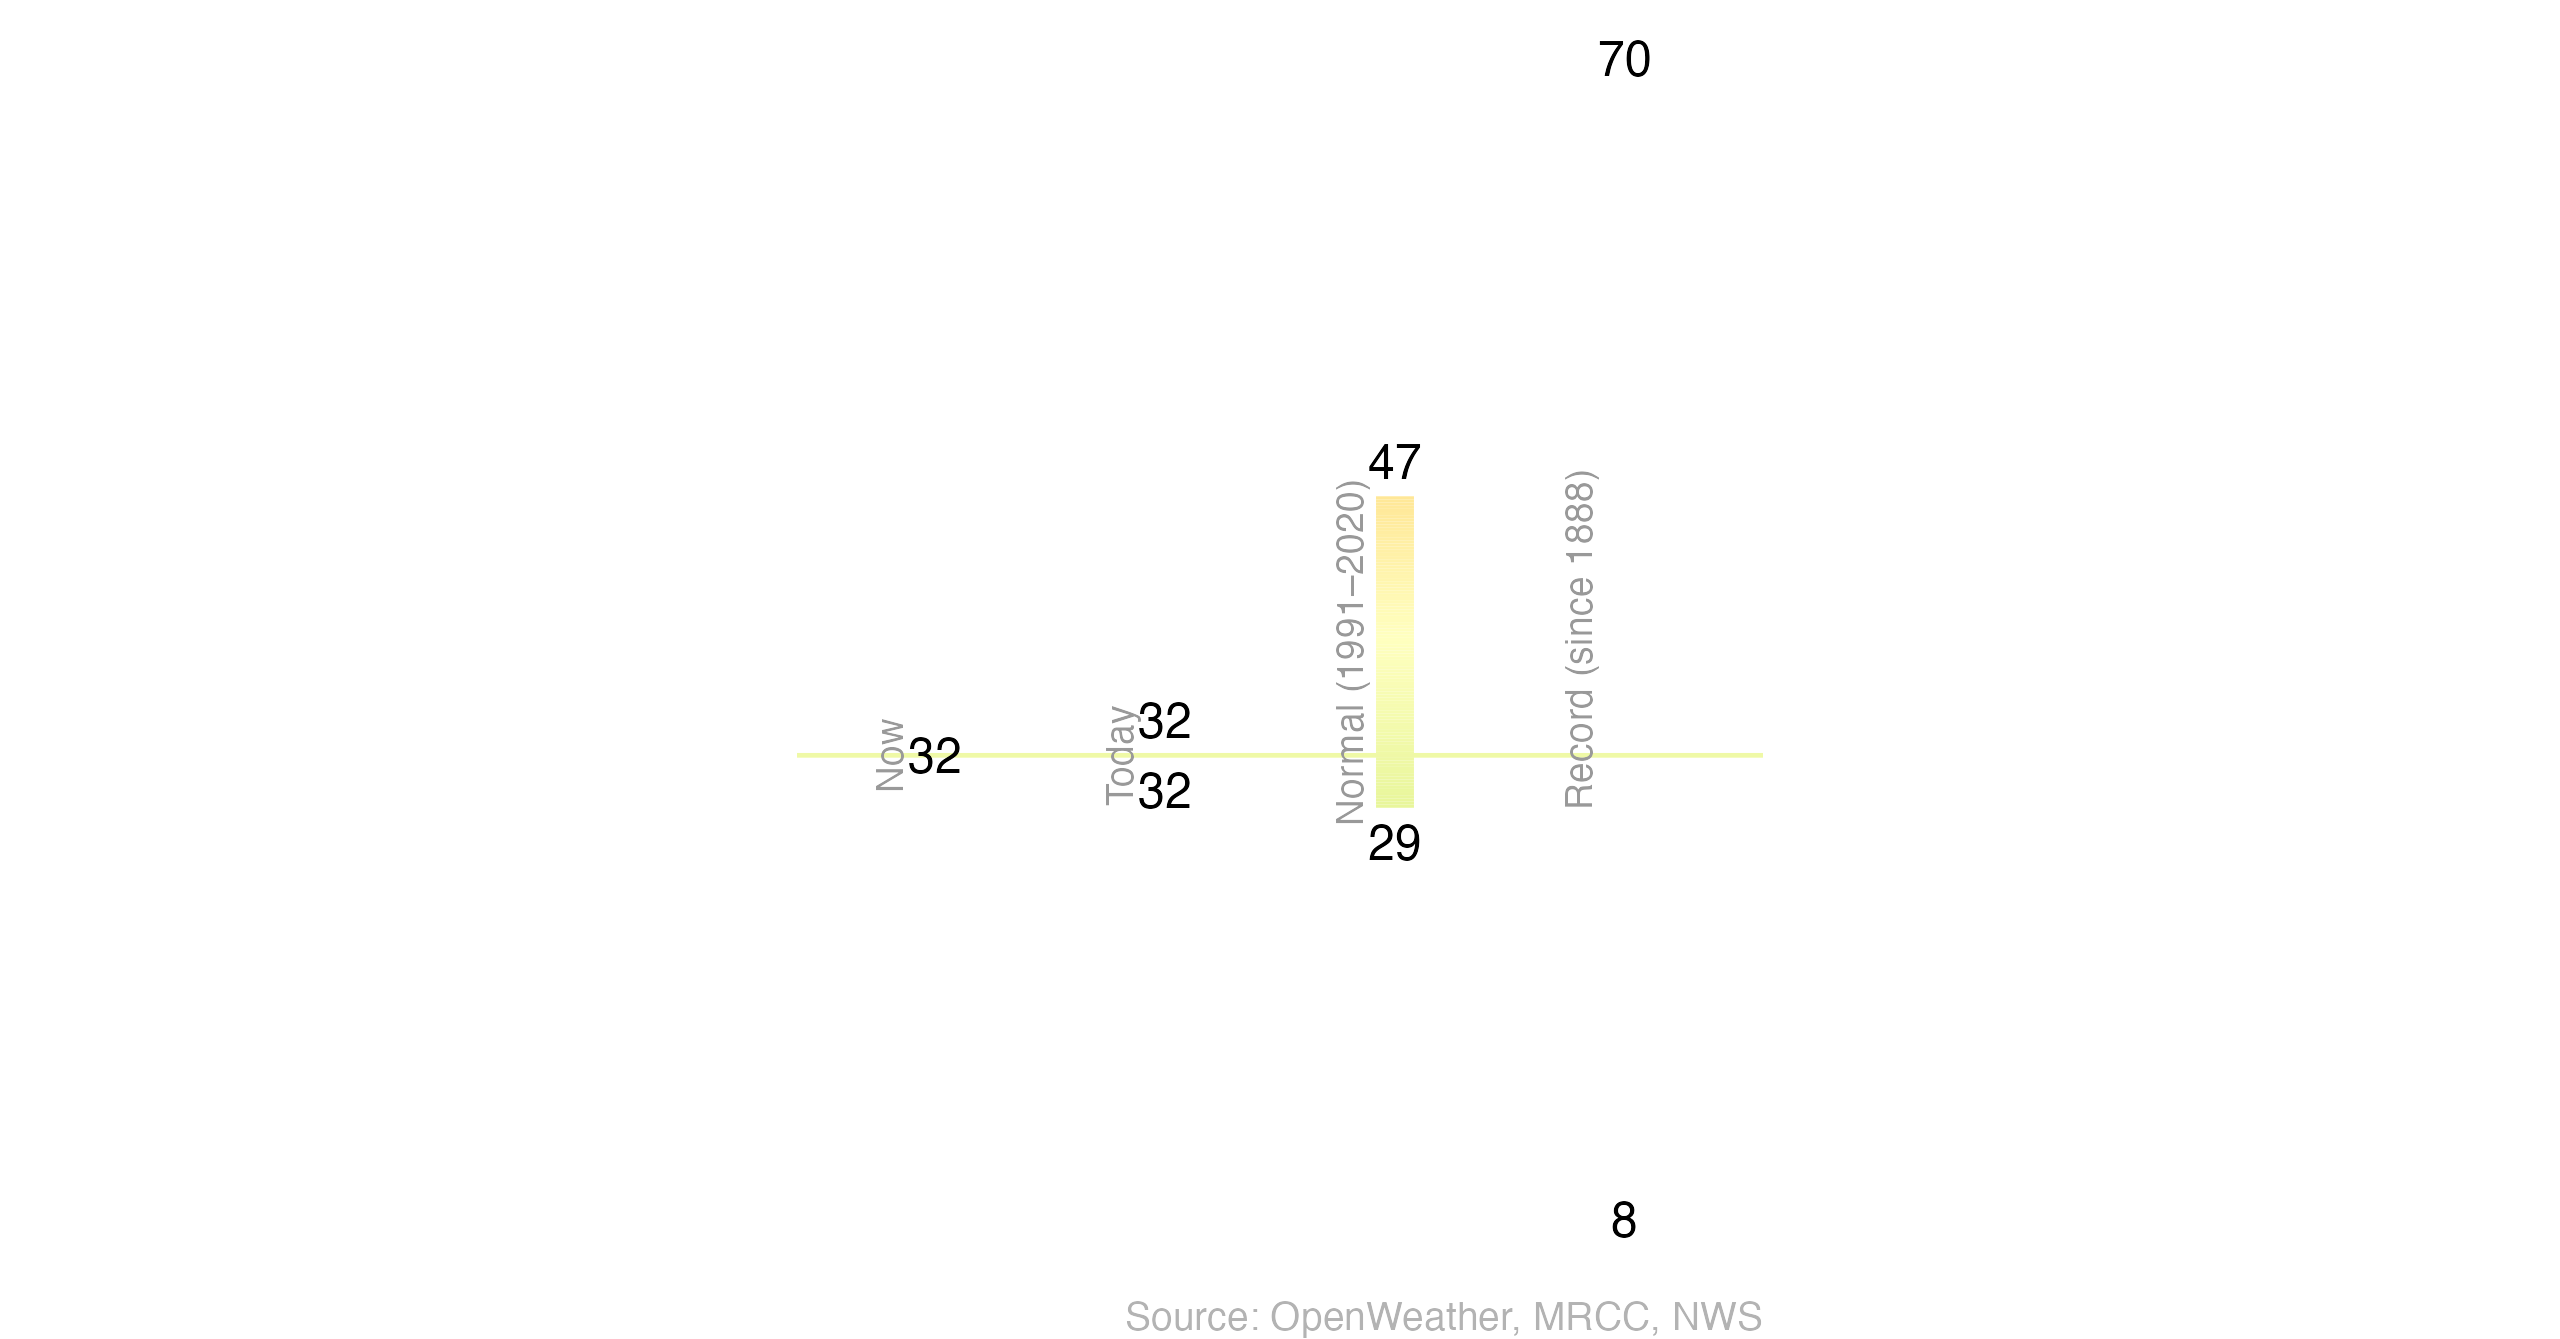 70
47
Normal (1991–2020)
Record (since 1888)
Now
32
Today
32
32
29
8
Source: OpenWeather, MRCC, NWS